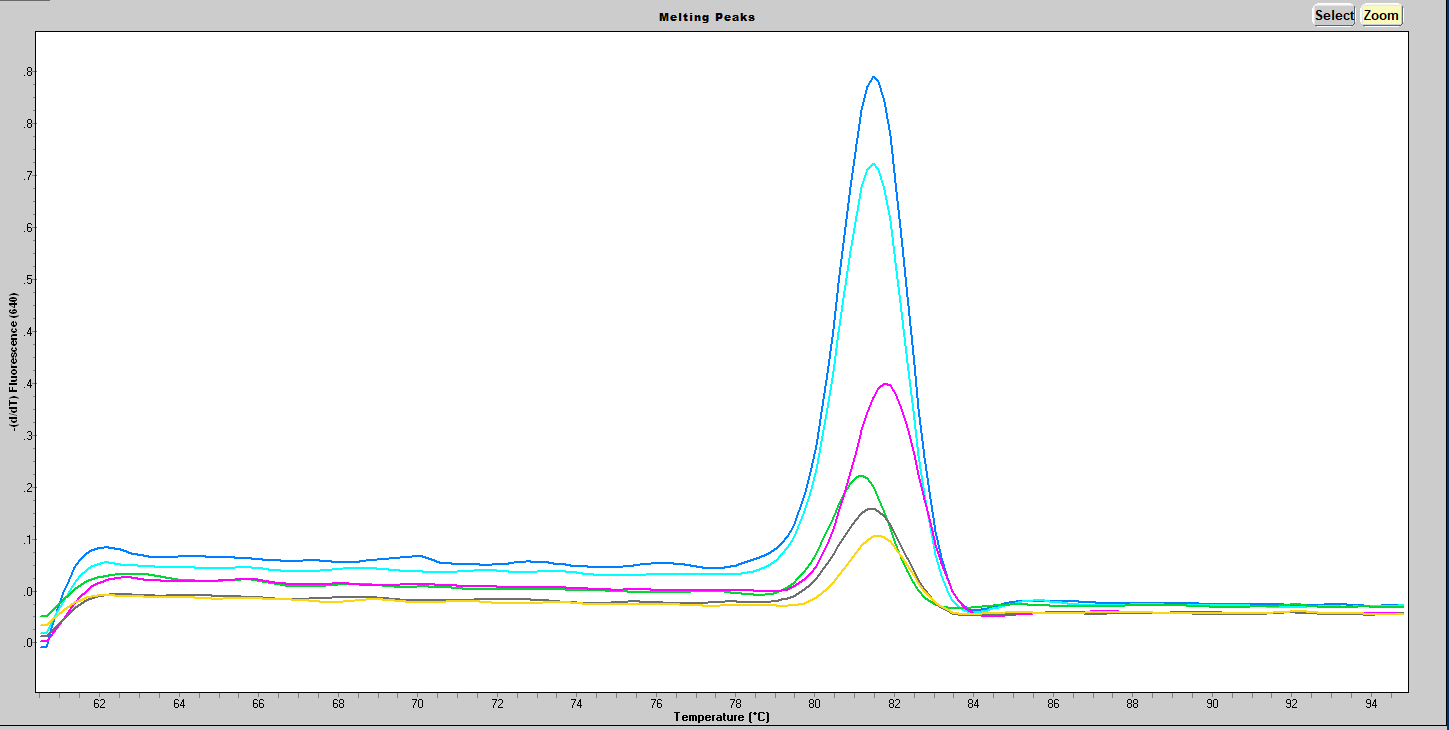 Melting Peaks
Select Zoom
.8
.8
.7
.6
.5
.4
.4
.3
.2
.1
.0
.0
-(d/dT) Fluorescence (640)
62 64 66 68 70 72 74 76 78 80 82 84 86 88 90 92 94
Temperature (°C)